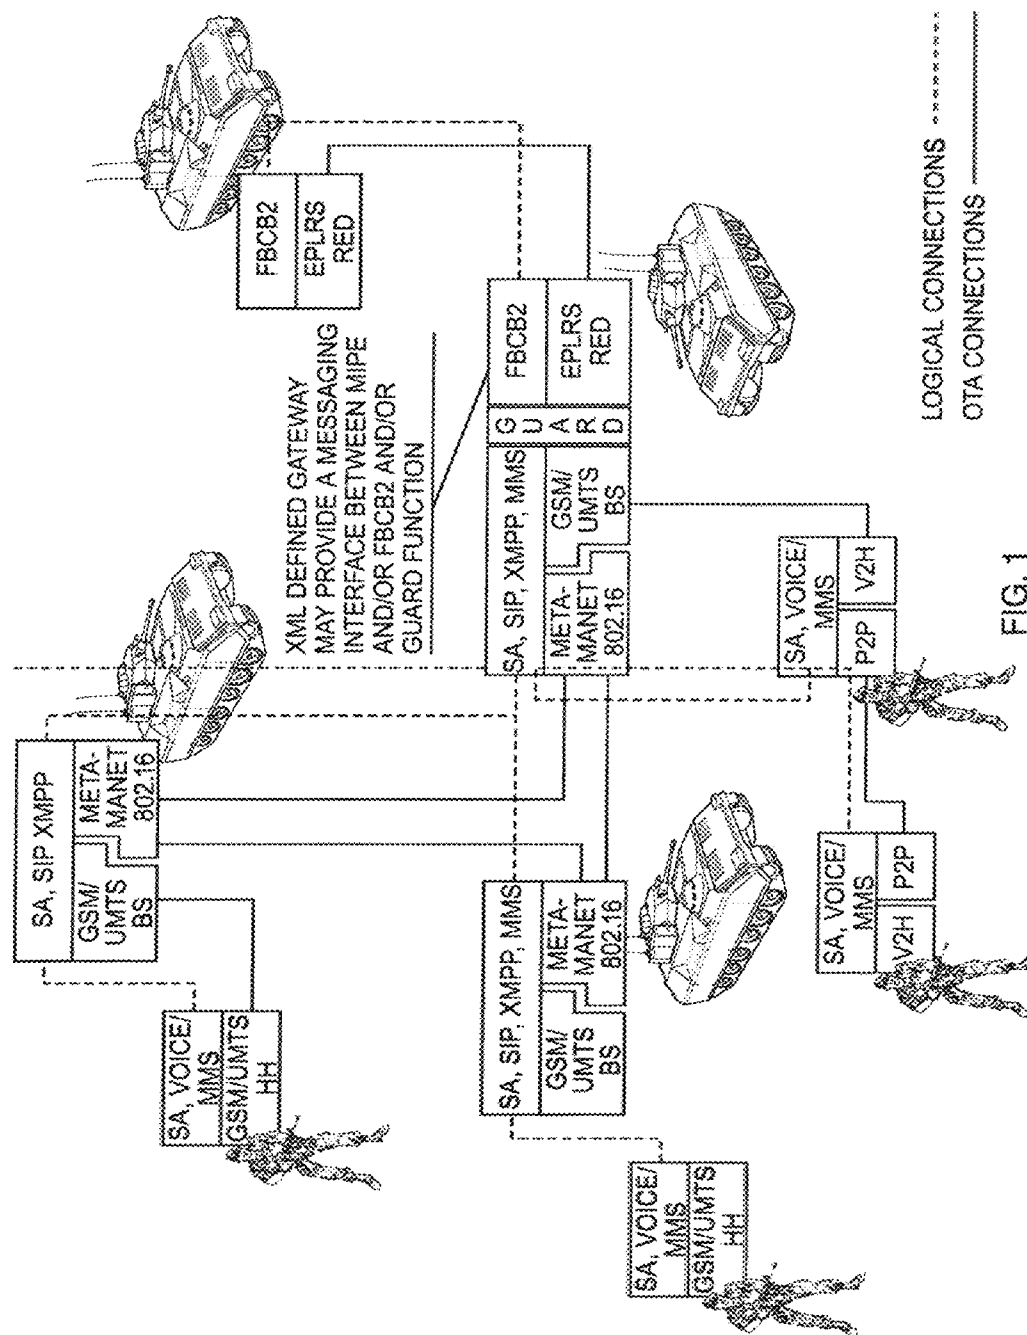 SA, VOICE/
MMS
GSM/UMTS
HH
SA, SIP XMPP
GSM/
UMTS
BS
META-
MANET
802.16
XML DEFINED GATEWAY
MAY PROVIDE A MESSAGING
INTERFACE BETWEEN MIPE
AND/OR FBCB2 AND/OR
GUARD FUNCTION
FBCB2
EPLRS
RED
SA, VOICE/
MMS
GSM/UMTS
HH
SA, SIP, XMPP, MMS
GSM/
UMTS
BS
META-
MANET
802.16
SA, SIP, XMPP, MMS
META-
MANET
802.16
GSM/
UMTS
BS
GUARD
FBCB2
EPLRS
RED
SA, VOICE/
MMS
V2H
P2P
SA, VOICE/
MMS
P2P
V2H
LOGICAL CONNECTIONS
OTA CONNECTIONS
FIG. 1